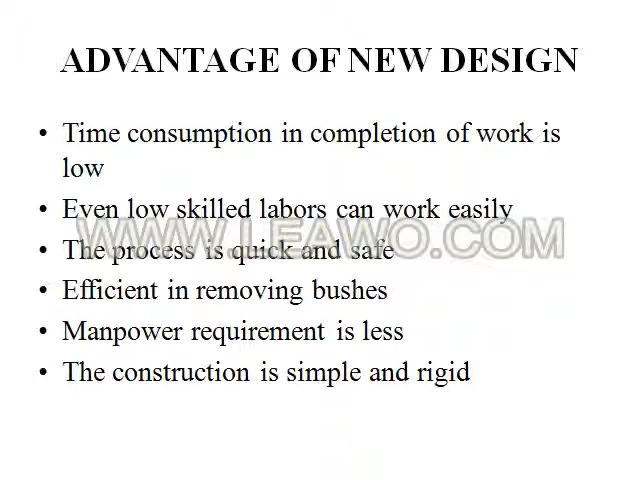 ADVANTAGE OF NEW DESIGN
• Time consumption in completion of work is
low
• Even low skilled labors can work easily
WWW.LEAWO.COM
• The process is quick and safe
• Efficient in removing bushes
• Manpower requirement is less
• The construction is simple and rigid